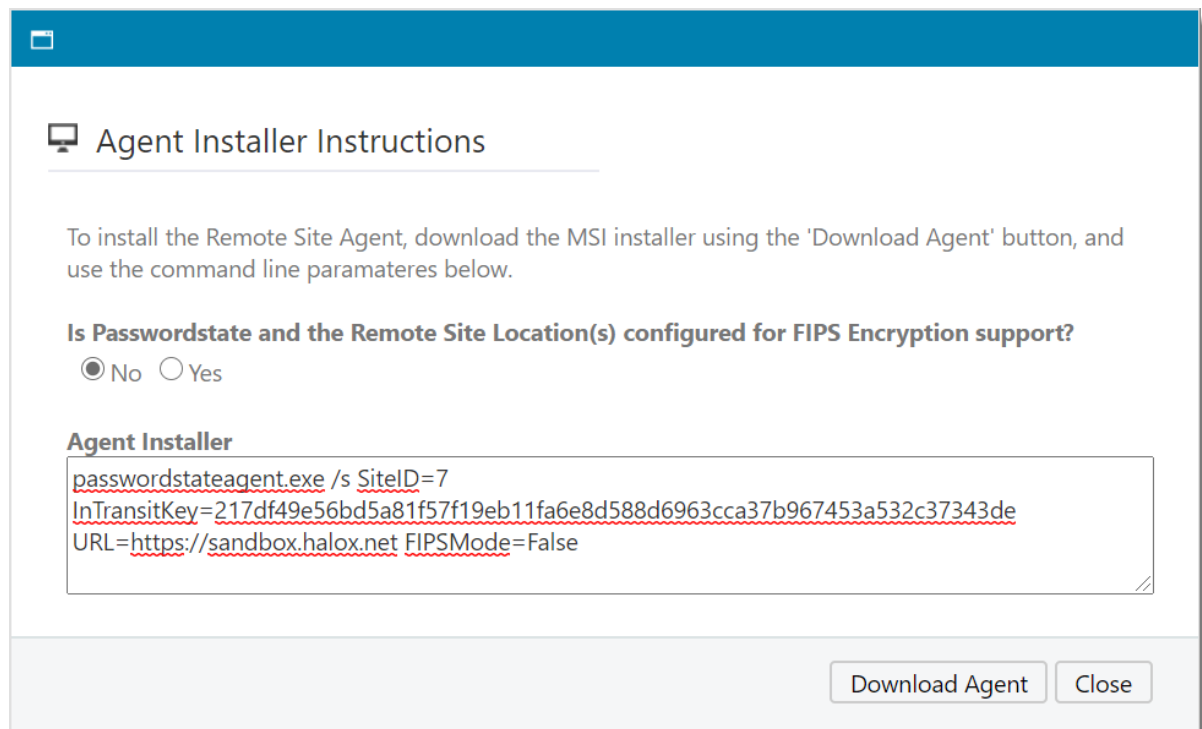 Agent Installer Instructions
To install the Remote Site Agent, download the MSI installer using the 'Download Agent' button, and
use the command line paramateres below.
Is Passwordstate and the Remote Site Location(s) configured for FIPS Encryption support?
No Yes
Agent Installer
passwordstateagent.exe /s SiteID=7
InTransitKey=217df49e56bd5a81f57f19eb11fa6e8d588d6963cca37b967453a532c37343de
URL=https://sandbox.halox.net FIPSMode=False
Download Agent Close